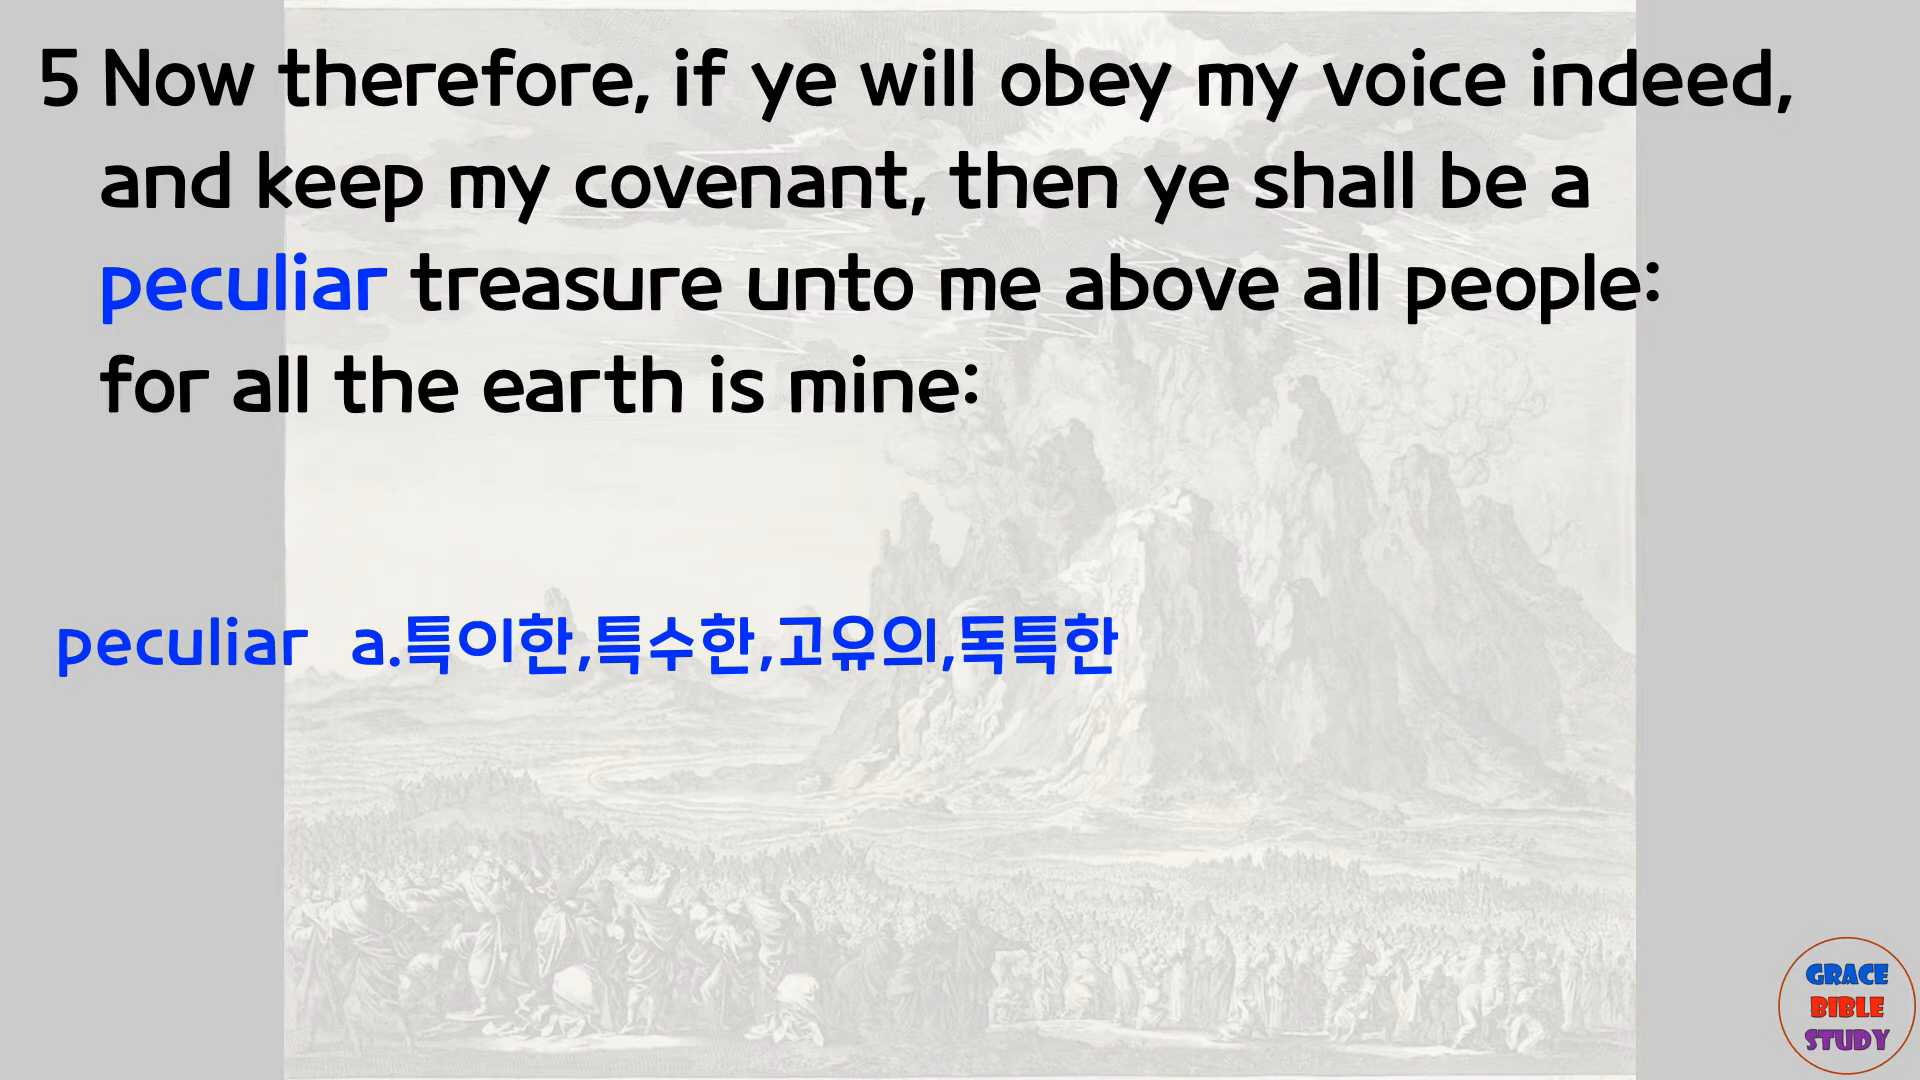 5 Now therefore, if ye will obey my voice indeed,
and keep my covenant, then ye shall be a
peculiar treasure unto me above all people:
for all the earth is mine:
peculiar a.특이한,특수한,고유의,독특한
GRACE
BIBLE
STUDY